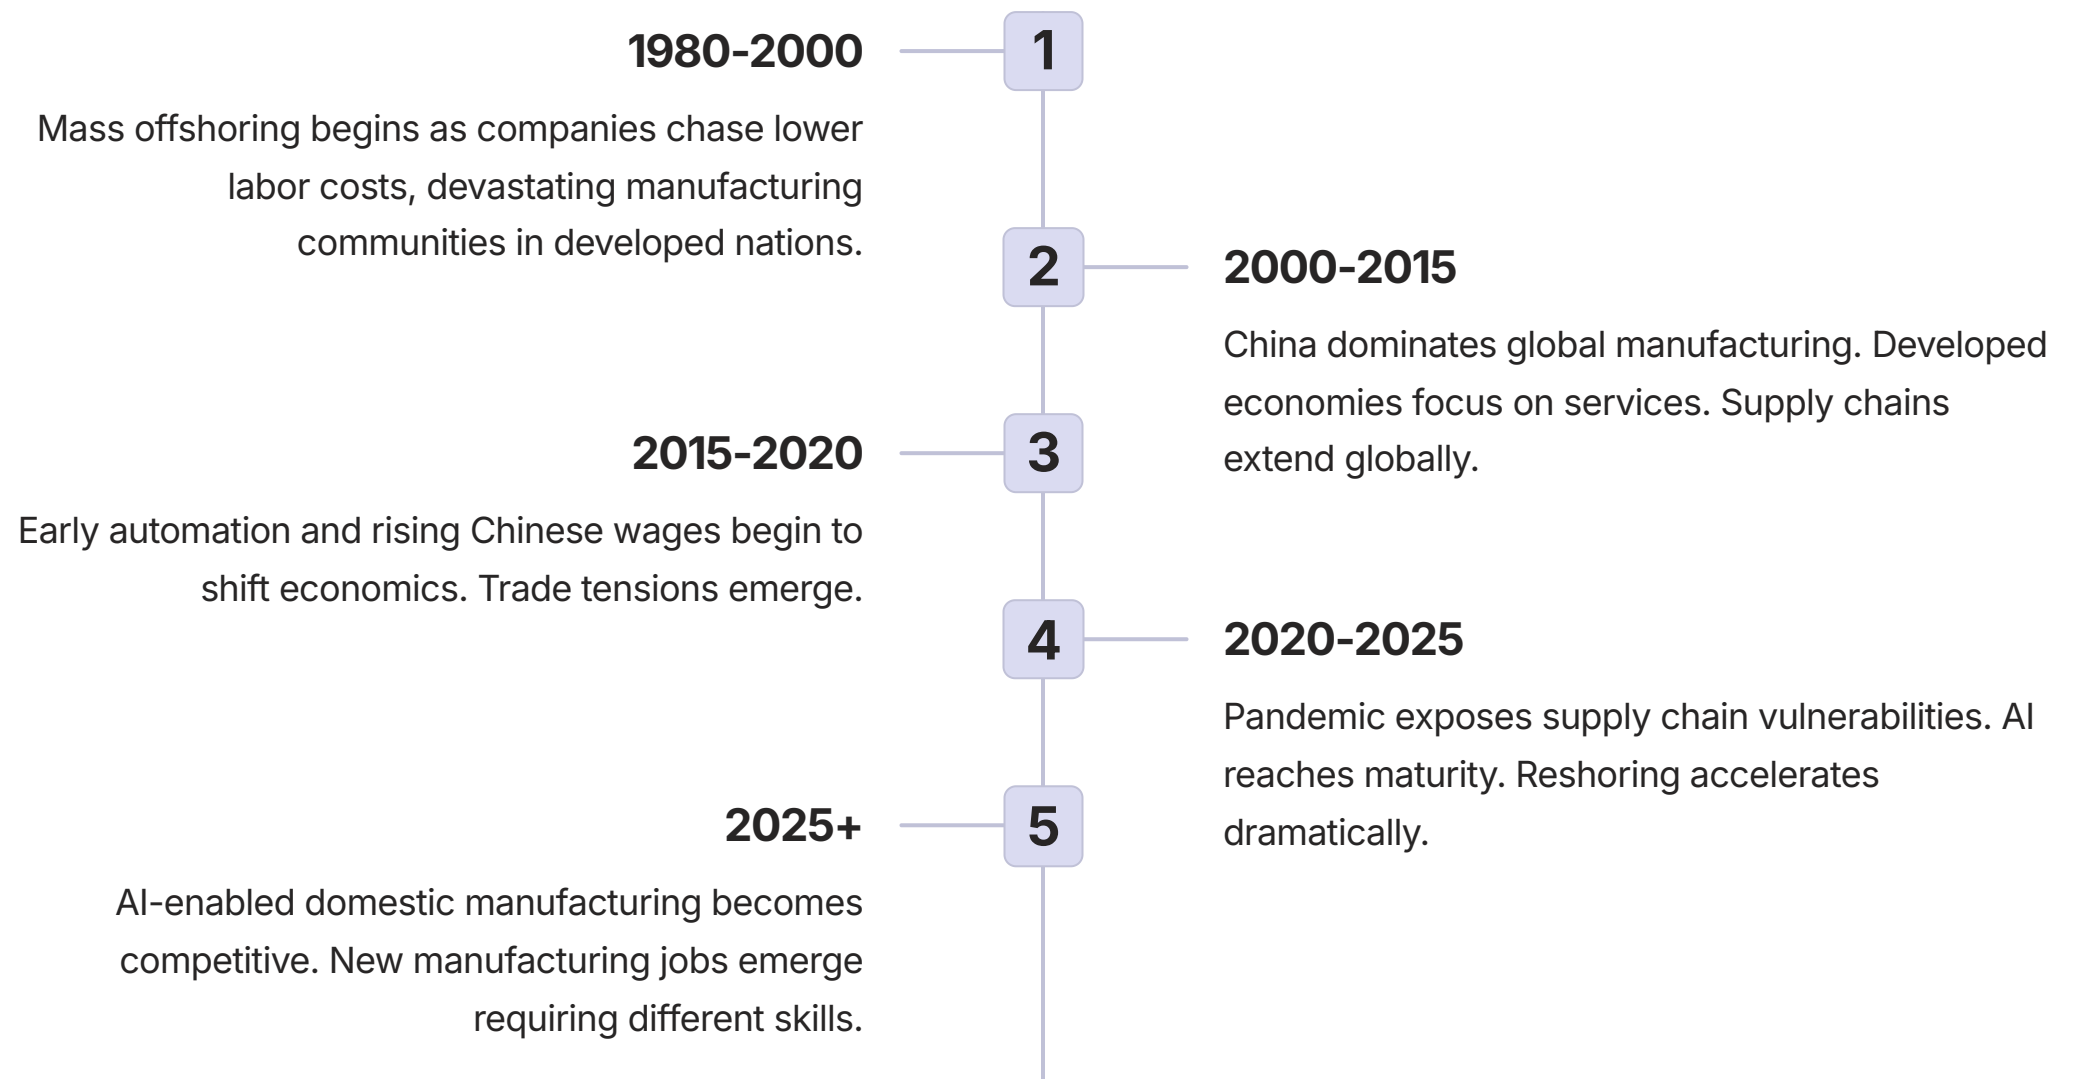 1980-2000
1
Mass offshoring begins as companies chase lower
labor costs, devastating manufacturing
communities in developed nations.
2
2000-2015
China dominates global manufacturing. Developed
economies focus on services. Supply chains
extend globally.
2015-2020
3
Early automation and rising Chinese wages begin to
shift economics. Trade tensions emerge.
4
2020-2025
Pandemic exposes supply chain vulnerabilities. AI
reaches maturity. Reshoring accelerates
dramatically.
2025+
5
AI-enabled domestic manufacturing becomes
competitive. New manufacturing jobs emerge
requiring different skills.